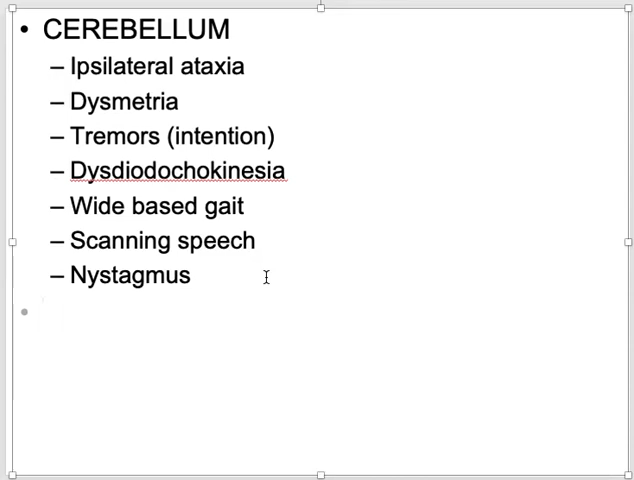 • CEREBELLUM
– Ipsilateral ataxia
– Dysmetria
– Tremors (intention)
– Dysdiodochokinesia
– Wide based gait
– Scanning speech
– Nystagmus